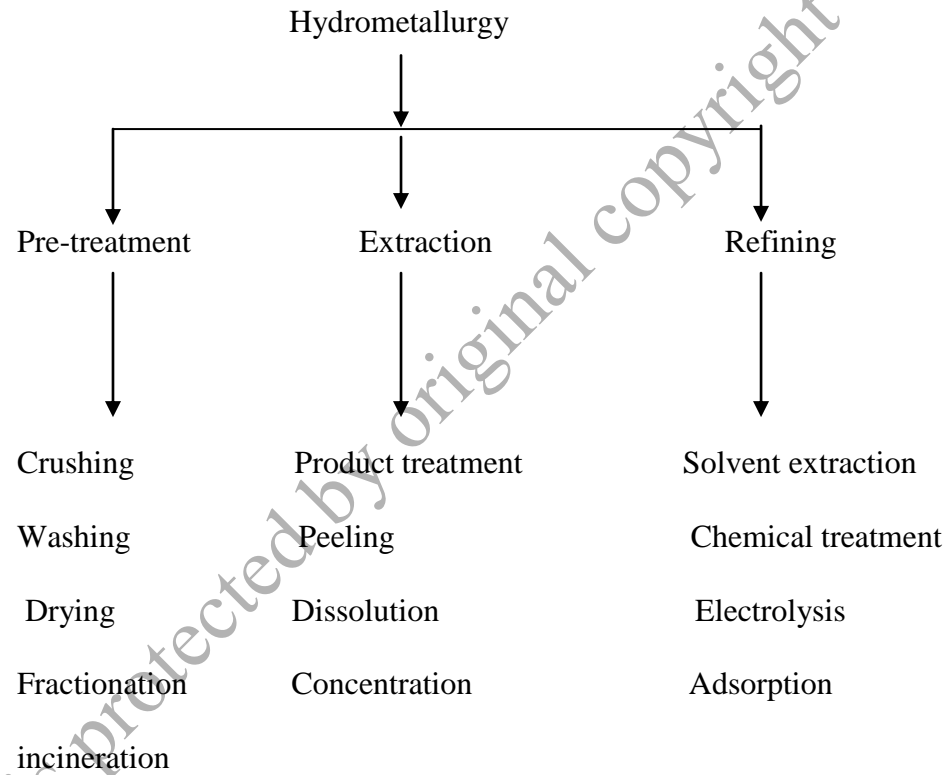 Hydrometallurgy
Pre-treatment Extraction Refining
Crushing Product treatment Solvent extraction
Washing Peeling Chemical treatment
Drying Dissolution Electrolysis
Fractionation Concentration Adsorption
incineration
protected by original copyright